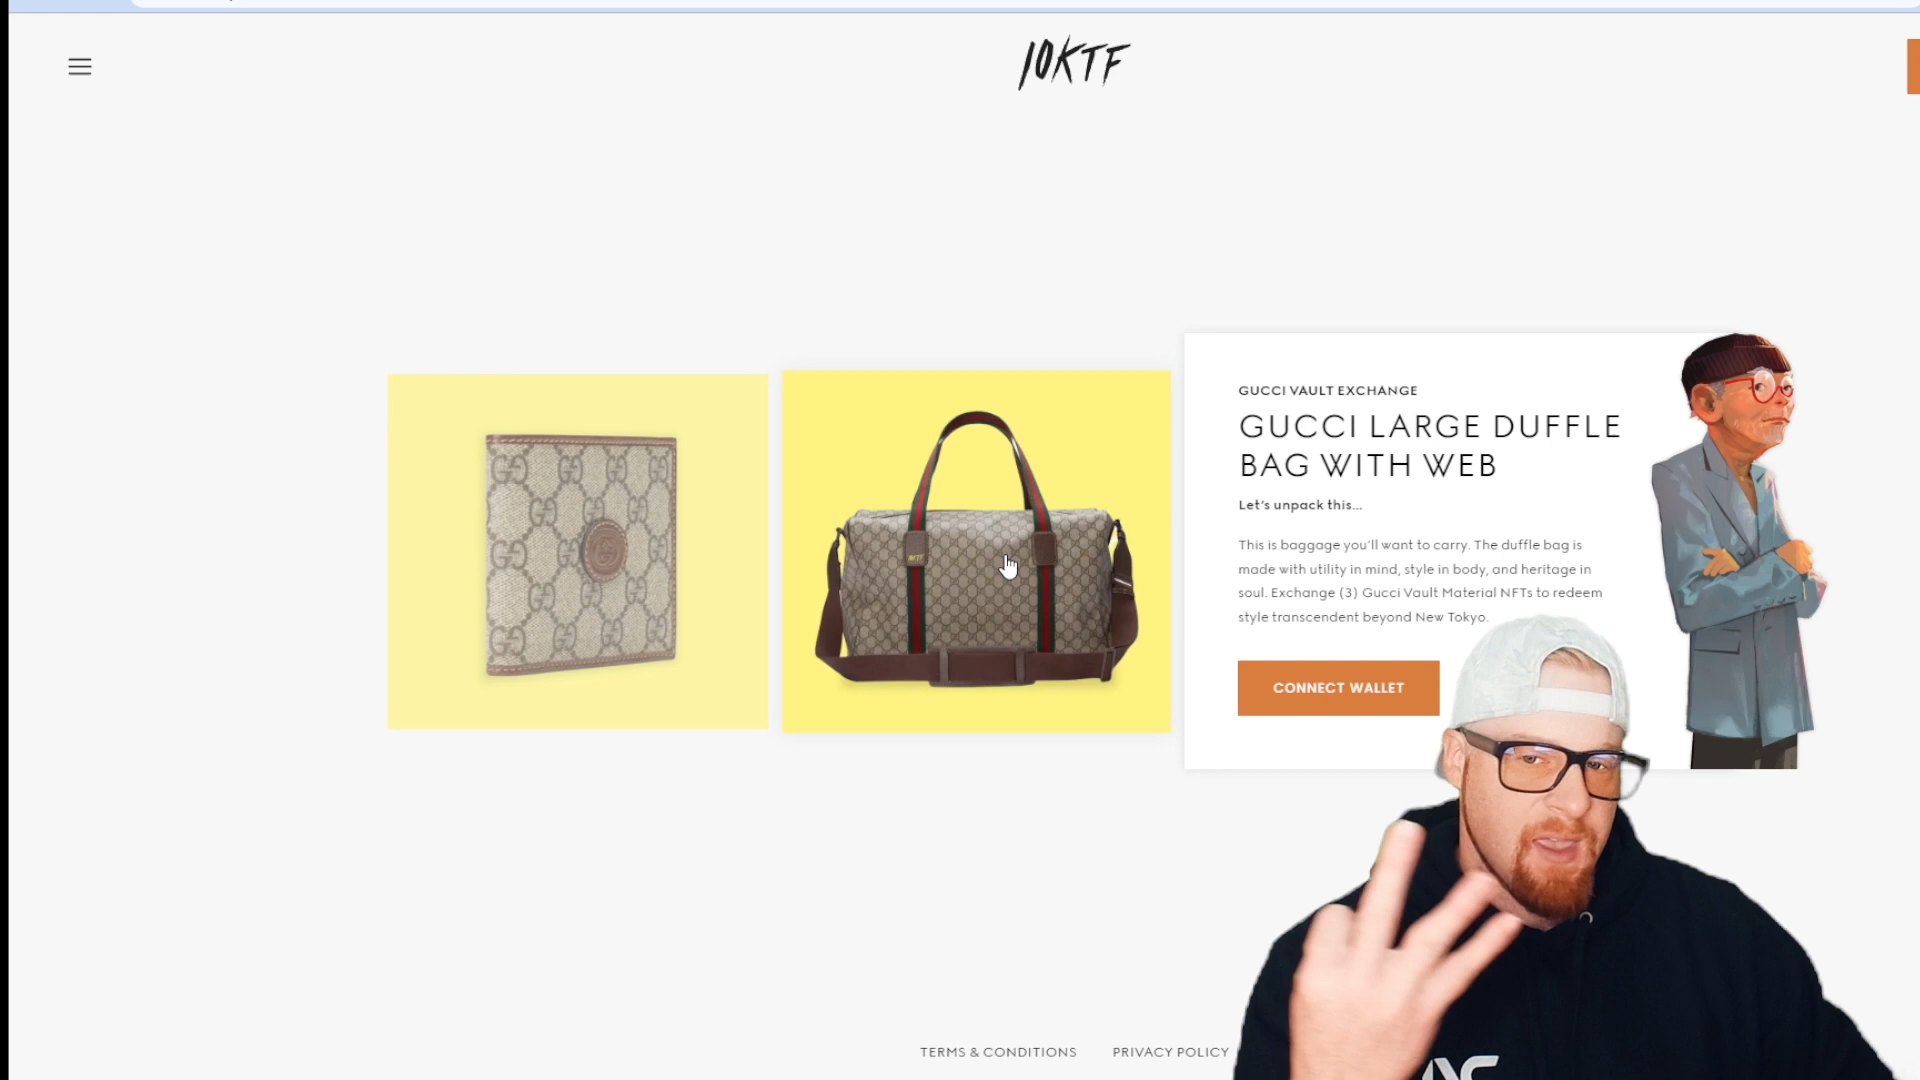 10KTF
GUCCI VAULT EXCHANGE
GUCCI LARGE DUFFLE
BAG WITH WEB
Let's unpack this...
This is baggage you'll want to carry. The duffle bag is
made with utility in mind, style in body, and heritage in
soul. Exchange (3) Gucci Vault Material NFTs to redeem
style transcendent beyond New Tokyo.
CONNECT WALLET
10KTF
TERMS & CONDITIONS
PRIVACY POLICY